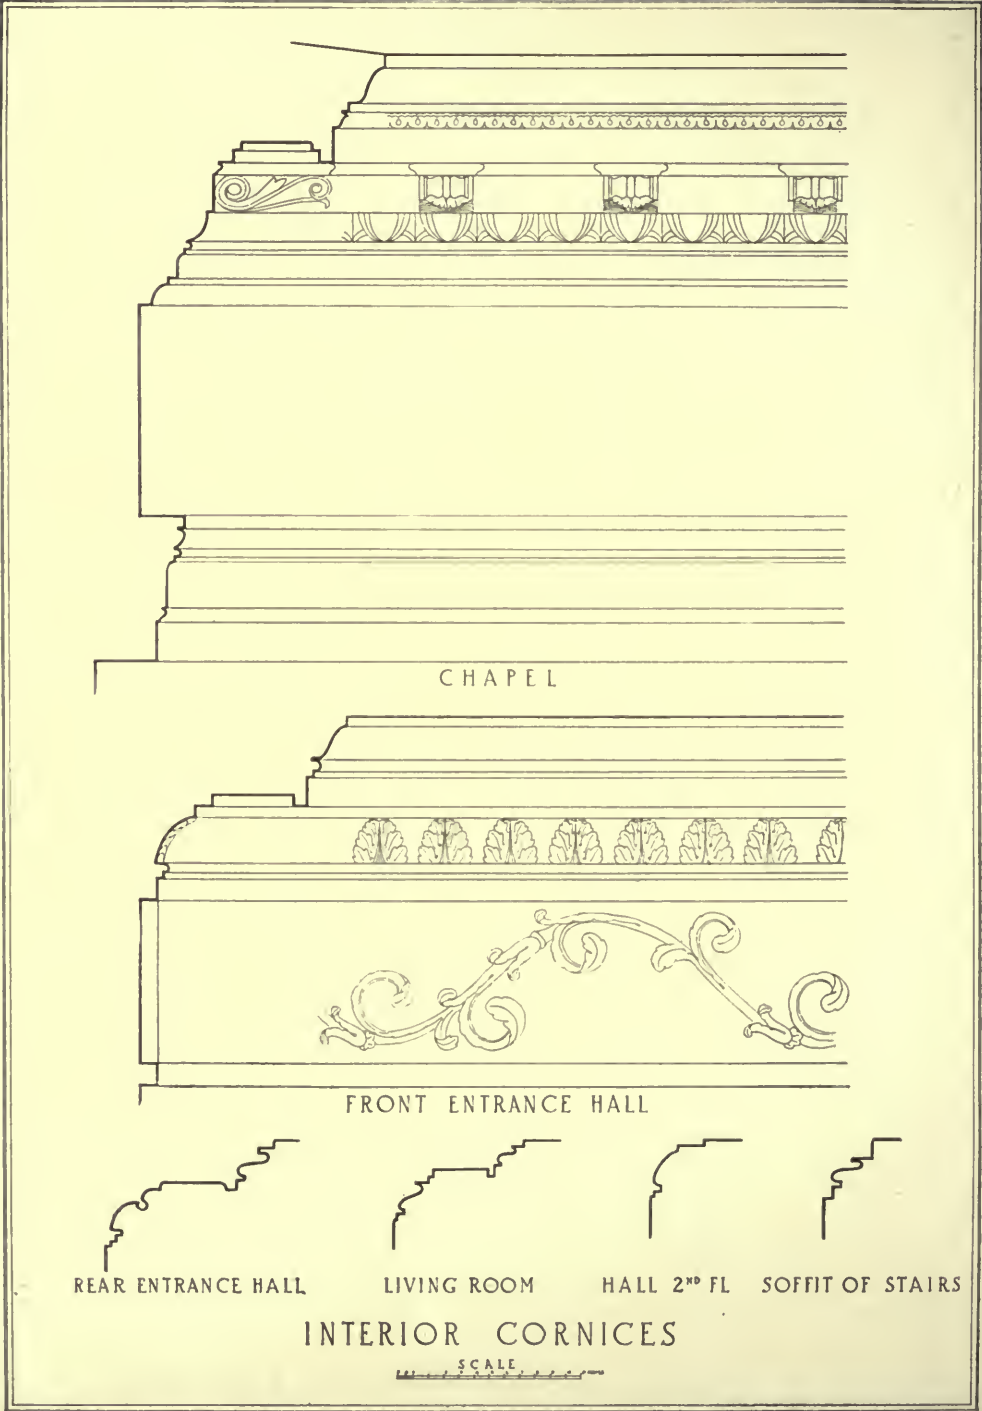 CHAPEL
FRONT ENTRANCE HALL
REAR ENTRANCE HALL
LIVING ROOM
HALL 2ND FL
SOFFIT OF STAIRS
INTERIOR CORNICES
SCALE